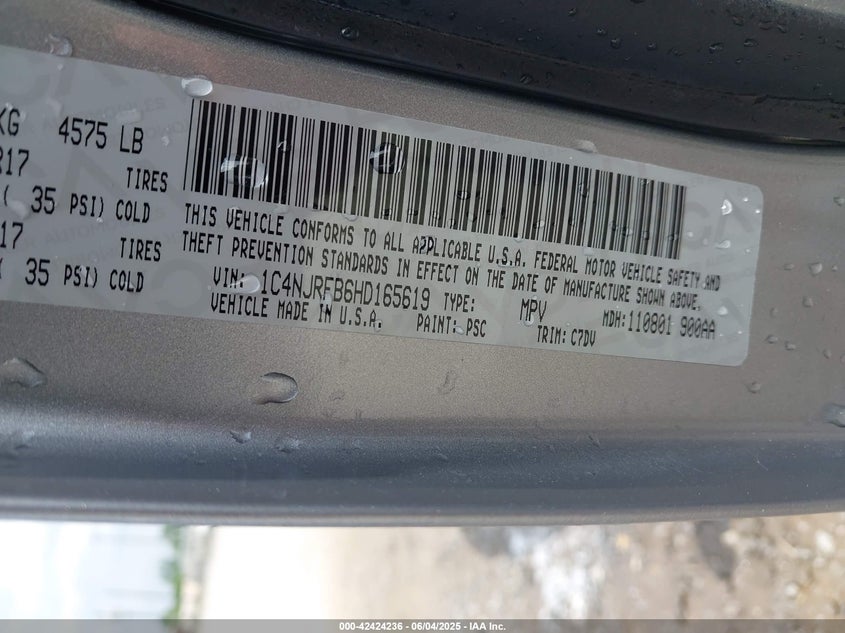 KG 4575 LB
R17 TIRES
( 35 PSI) COLD
17 TIRES
( 35 PSI) COLD
THIS VEHICLE CONFORMS TO ALL APPLICABLE U.S.A. FEDERAL MOTOR VEHICLE SAFETY AND
THEFT PREVENTION STANDARDS IN EFFECT ON THE DATE OF MANUFACTURE SHOWN ABOVE.
VIN: 1C4NJRFB6HD165619 TYPE: MPV MDH:110801 900AA
VEHICLE MADE IN U.S.A. PAINT: PSC TRIM: C7DV
000-42424236 - 06/04/2025 - IAA Inc.